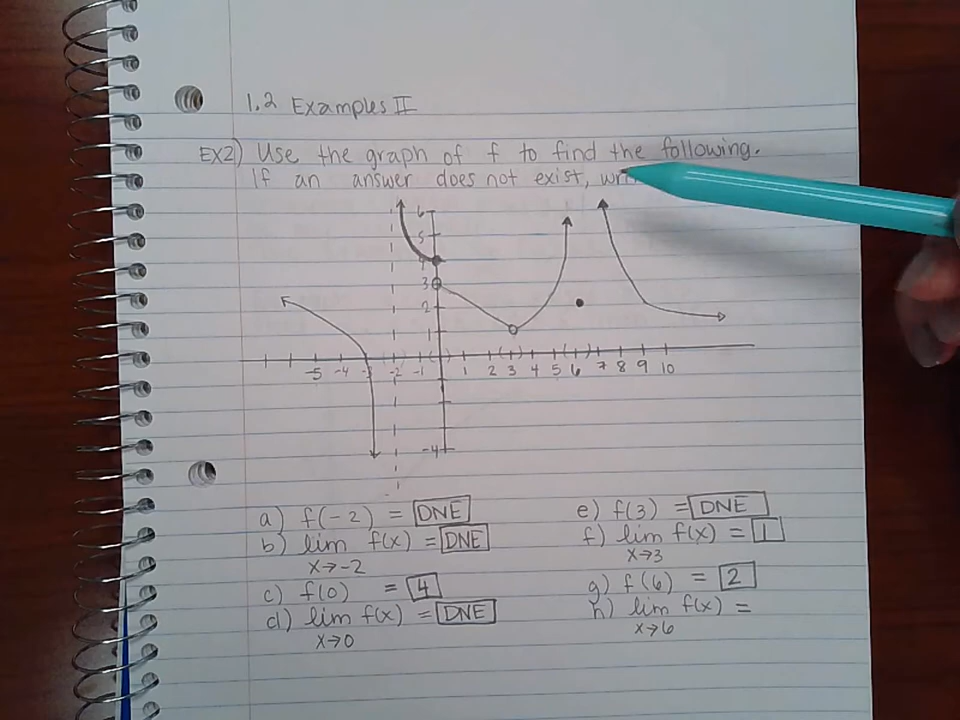 1.2 Examples II
EX2) Use the graph of f to find the following.
If an answer does not exist,
6
5
4
3
2
-5 -4 -3 -2 -1 1 2 3 4 5 6 7 8 9 10
-4
a) f(-2) = DNE
b) lim f(x) = DNE
x→-2
c) f(0) = 4
d) lim f(x) = DNE
x→0
e) f(3) = DNE
f) lim f(x) = 1
x→3
g) f(6) = 2
h) lim f(x) =
x→6